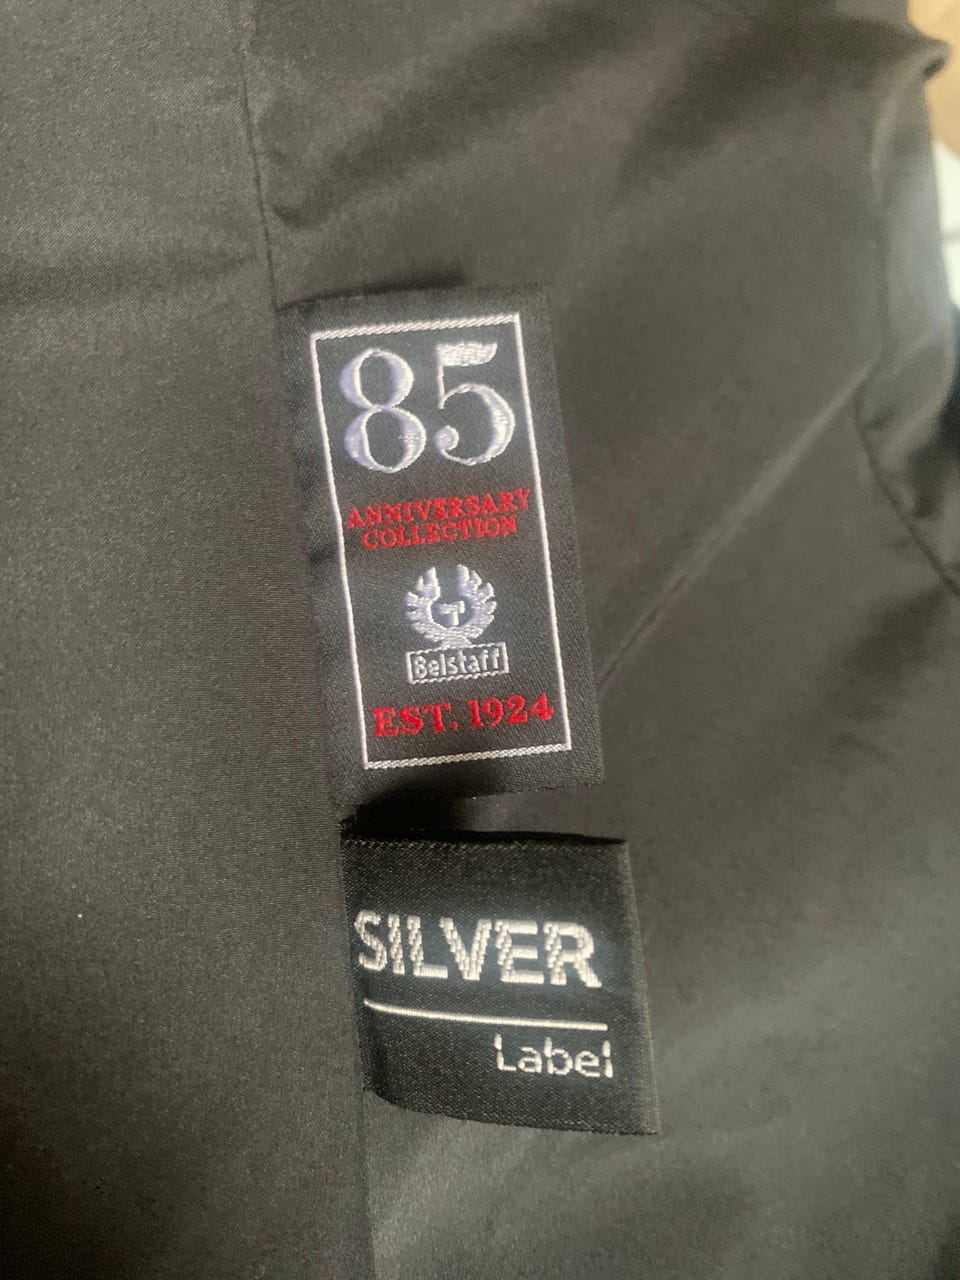 85
ANNIVERSARY
COLLECTION
Belstaff
EST. 1924
SILVER
Label